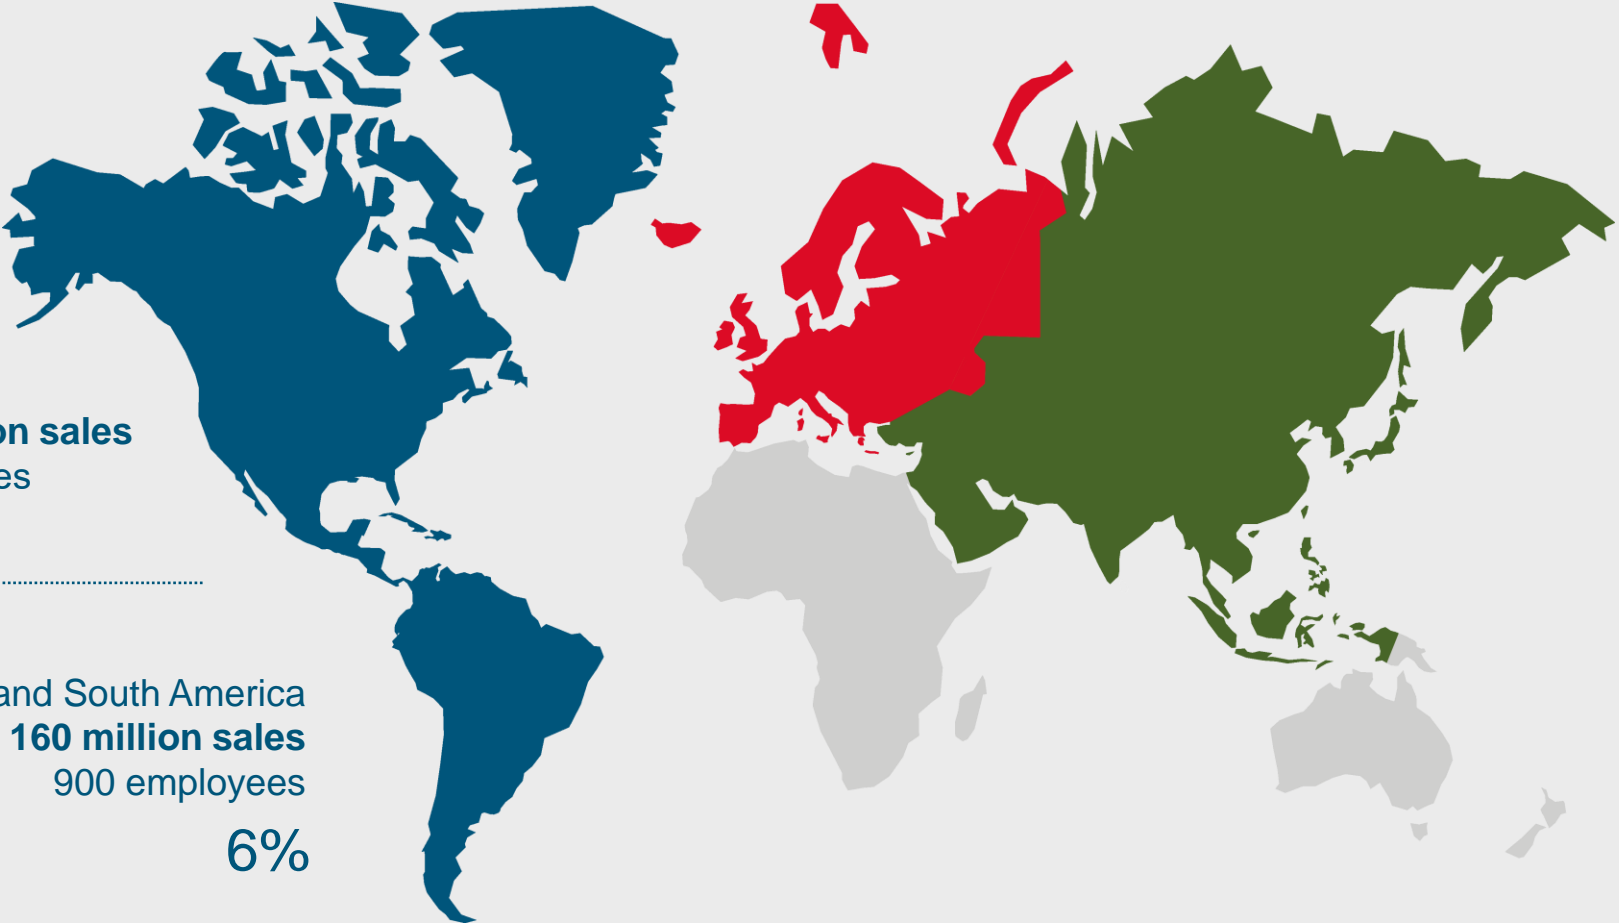 on sales
es
and South America
160 million sales
900 employees
6%